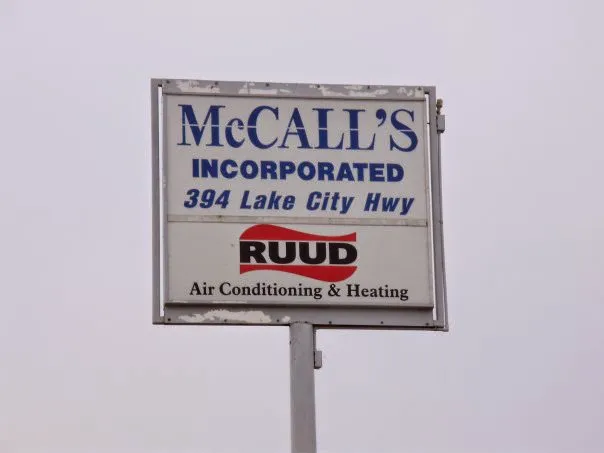 McCALL'S
INCORPORATED
394 Lake City Hwy
RUUD
Air Conditioning & Heating